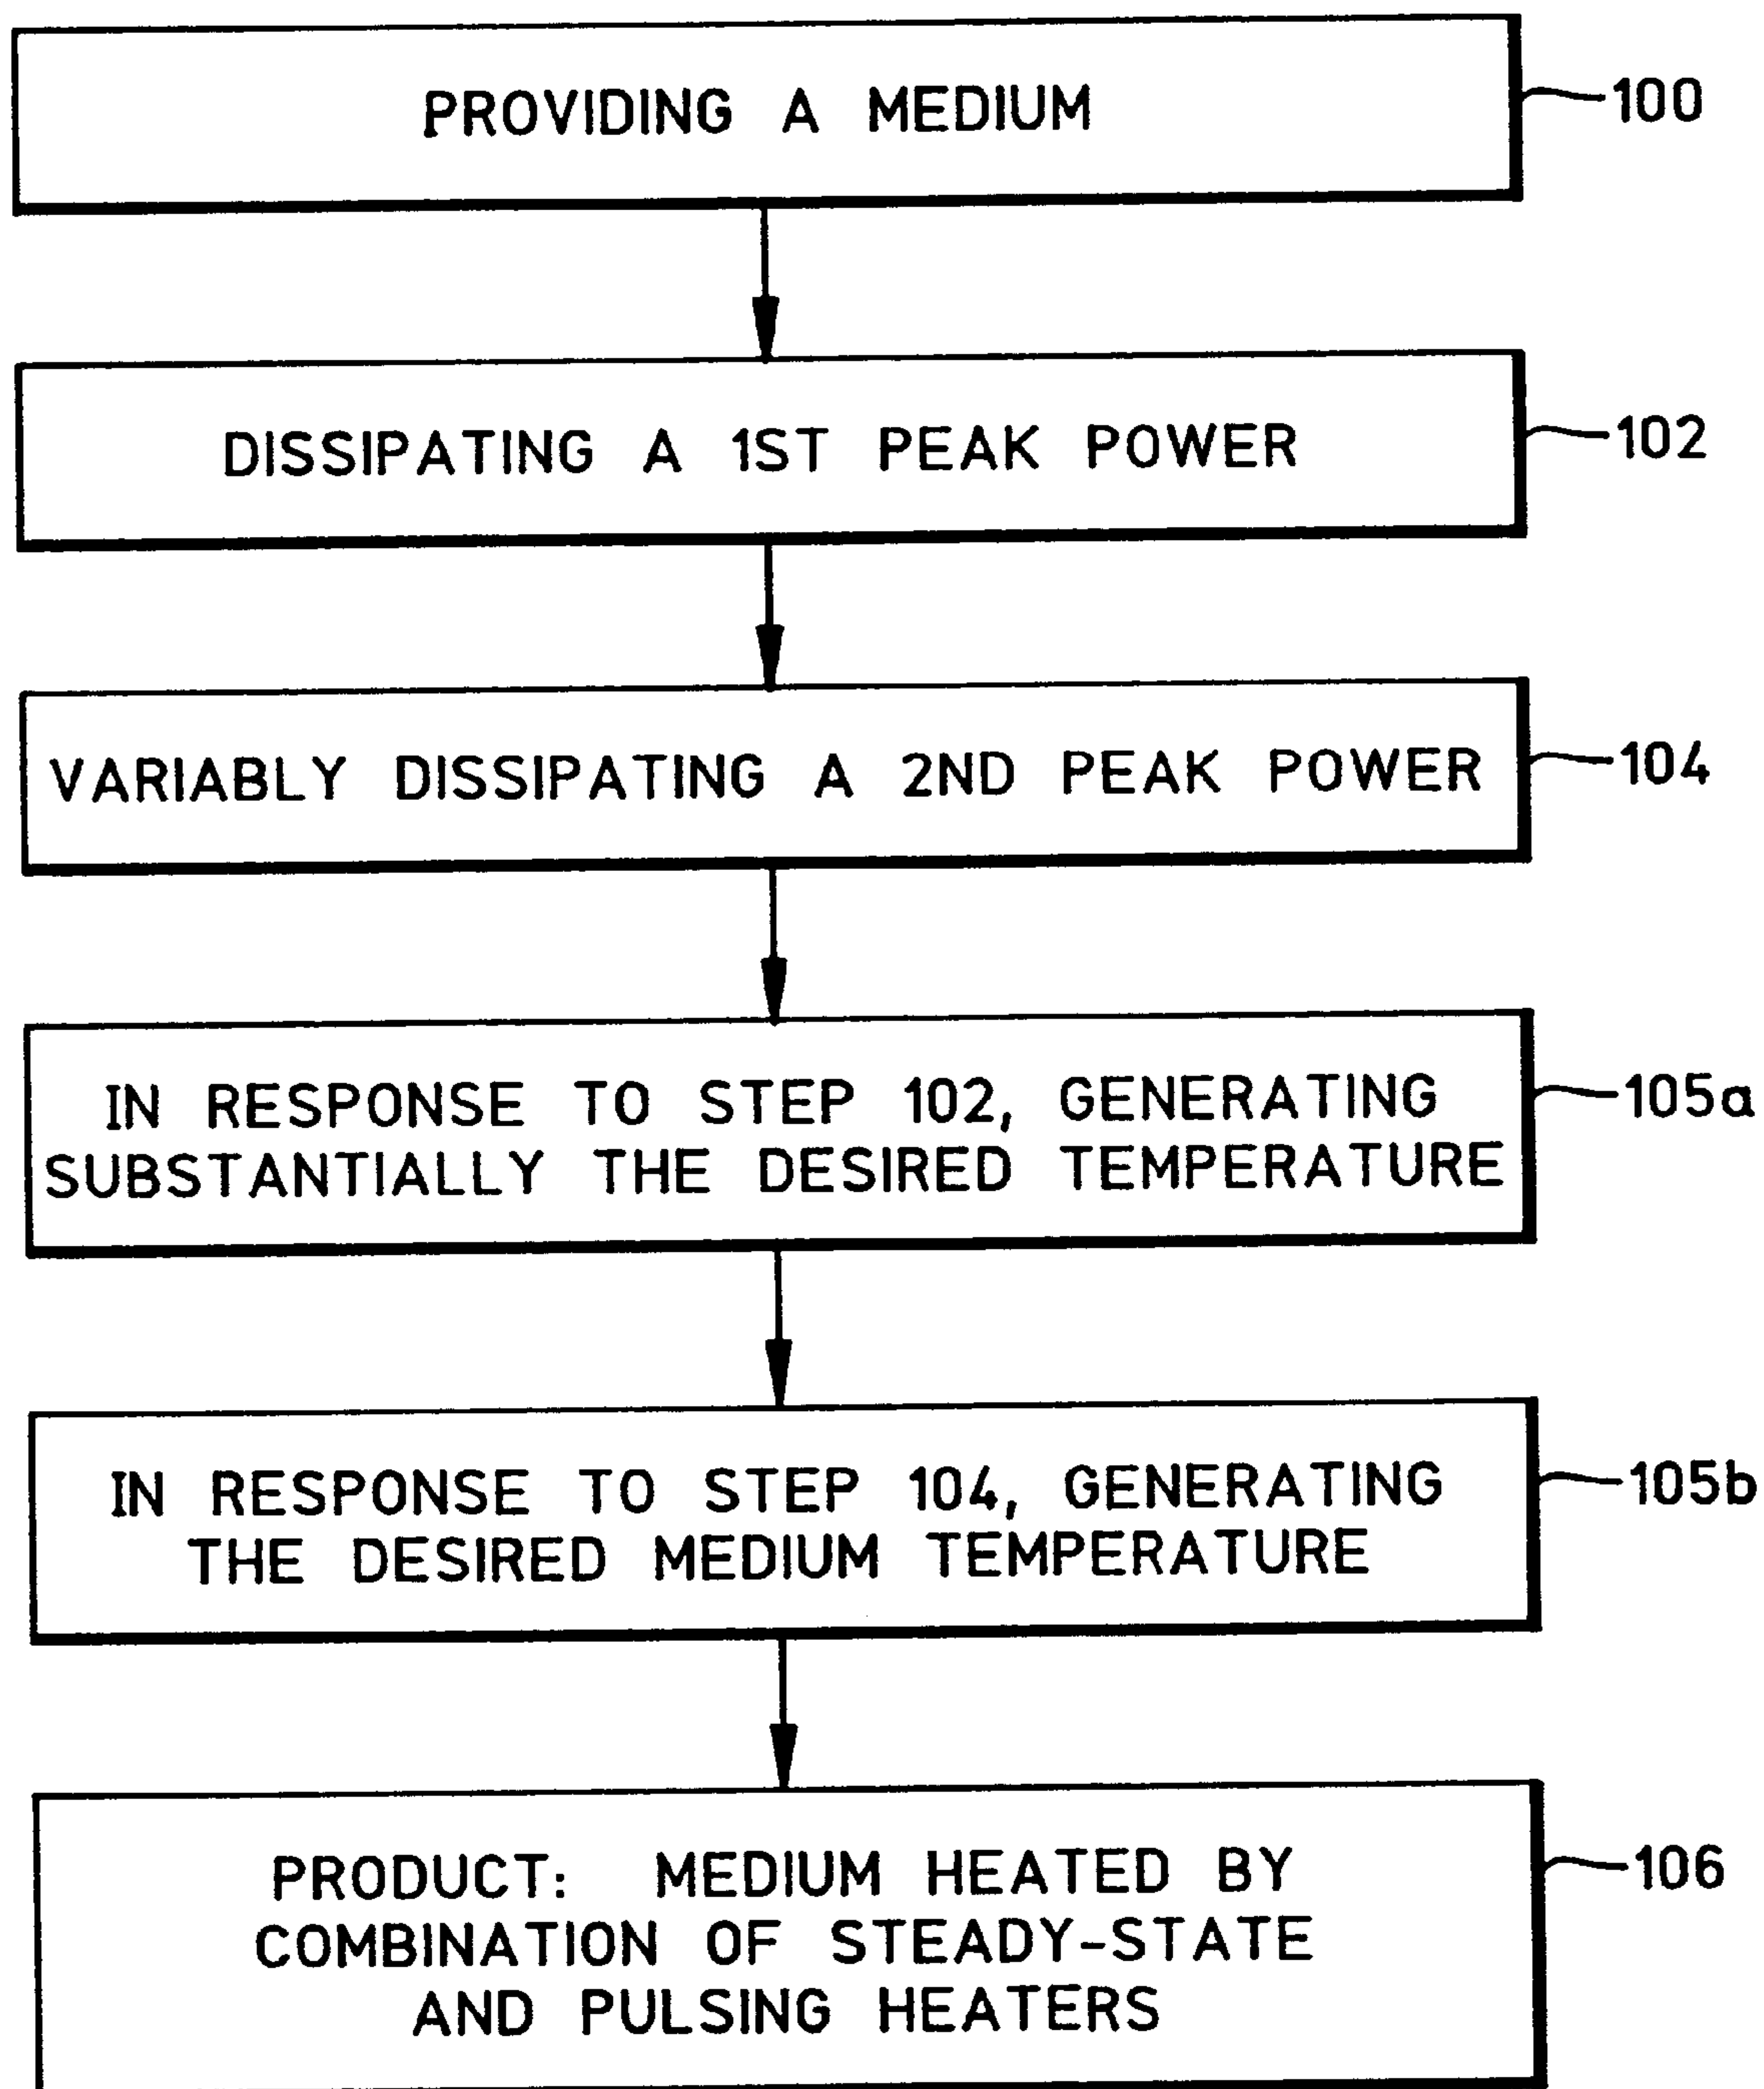 PROVIDING A MEDIUM
100
DISSIPATING A 1ST PEAK POWER
102
VARIABLY DISSIPATING A 2ND PEAK POWER
104
IN RESPONSE TO STEP 102, GENERATING
SUBSTANTIALLY THE DESIRED TEMPERATURE
105a
IN RESPONSE TO STEP 104, GENERATING
THE DESIRED MEDIUM TEMPERATURE
105b
PRODUCT: MEDIUM HEATED BY
COMBINATION OF STEADY-STATE
AND PULSING HEATERS
106